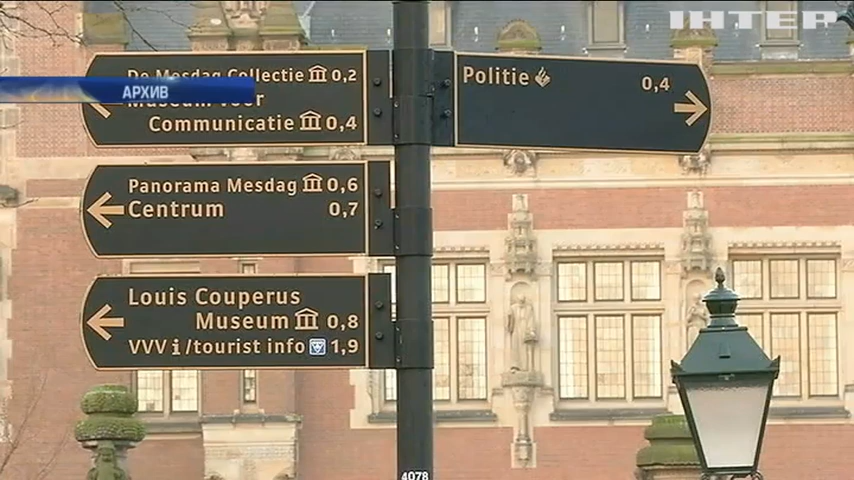 ІНТЕР
АРХИВ
De Mesdag Collectie 0,2
Museum voor
Communicatie 0,4
Politie 0,4
Panorama Mesdag 0,6
Centrum 0,7
Louis Couperus
Museum 0,8
VVV i/tourist info 1,9
4078